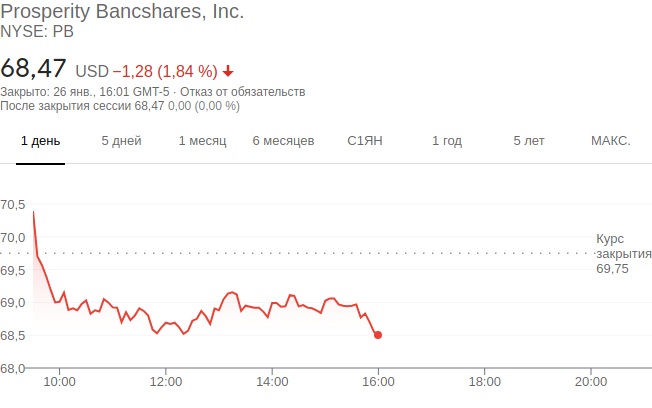 Prosperity Bancshares, Inc.
NYSE: PB
68,47 USD −1,28 (1,84 %)
Закрыто: 26 янв., 16:01 GMT-5 · Отказ от обязательств
После закрытия сессии 68,47 0,00 (0,00 %)
1 день 5 дней 1 месяц 6 месяцев С1ЯН 1 год 5 лет МАКС.
70,5
70,0
Курс
закрытия
69,75
69,5
69,0
68,5
68,0
10:00 12:00 14:00 16:00 18:00 20:00